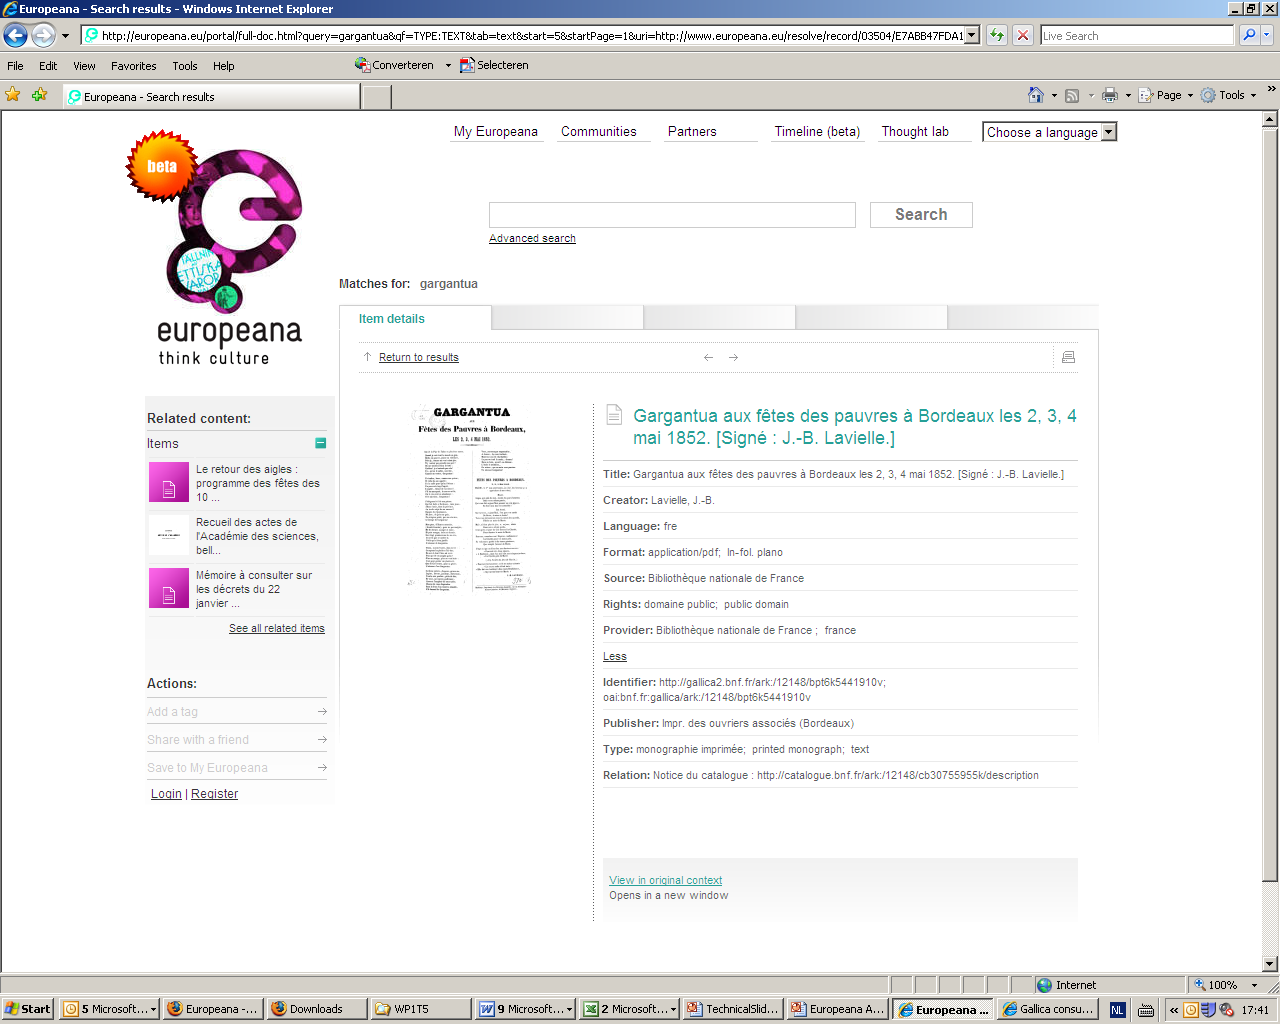 Europeana - Search results - Windows Internet Explorer
http://europeana.eu/portal/full-doc.html?query=gargantua&qf=TYPE:TEXT&tab=text&start=5&startPage=1&uri=http://www.europeana.eu/resolve/record/03504/E7ABB47FDA1
Live Search
File Edit View Favorites Tools Help
Converteren
Selecteren
Europeana - Search results
Page
Tools
My Europeana
Communities
Partners
Timeline (beta)
Thought lab
Choose a language
beta
europeana
think culture
Search
Advanced search
Matches for: gargantua
Item details
Return to results
Related content:
Items
Le retour des aigles :
programme des fêtes des
10 ...
Recueil des actes de
l'Académie des sciences,
bell...
Mémoire à consulter sur
les décrets du 22
janvier ...
See all related items
Actions:
Add a tag
Share with a friend
Save to My Europeana
Login | Register
GARGANTUA
Fêtes des Pauvres à Bordeaux,
LES 2, 3, 4 MAI 1852.
Gargantua aux fêtes des pauvres à Bordeaux les 2, 3, 4
mai 1852. [Signé : J.-B. Lavielle.]
Title: Gargantua aux fêtes des pauvres à Bordeaux les 2, 3, 4 mai 1852. [Signé : J.-B. Lavielle.]
Creator: Lavielle, J.-B.
Language: fre
Format: application/pdf; In-fol. plano
Source: Bibliothèque nationale de France
Rights: domaine public; public domain
Provider: Bibliothèque nationale de France ; france
Less
Identifier: http://gallica2.bnf.fr/ark:/12148/bpt6k5441910v;
oai:bnf.fr:gallica/ark:/12148/bpt6k5441910v
Publisher: Impr. des ouvriers associés (Bordeaux)
Type: monographie imprimée; printed monograph; text
Relation: Notice du catalogue : http://catalogue.bnf.fr/ark:/12148/cb30755955k/description
View in original context
Opens in a new window
Internet
100%
Start
5 Microsoft...
Europeana -...
Downloads
WP1T5
9 Microsoft...
2 Microsoft...
TechnicalSlid...
Europeana A...
Europeana ...
Gallica consu...
NL
17:41